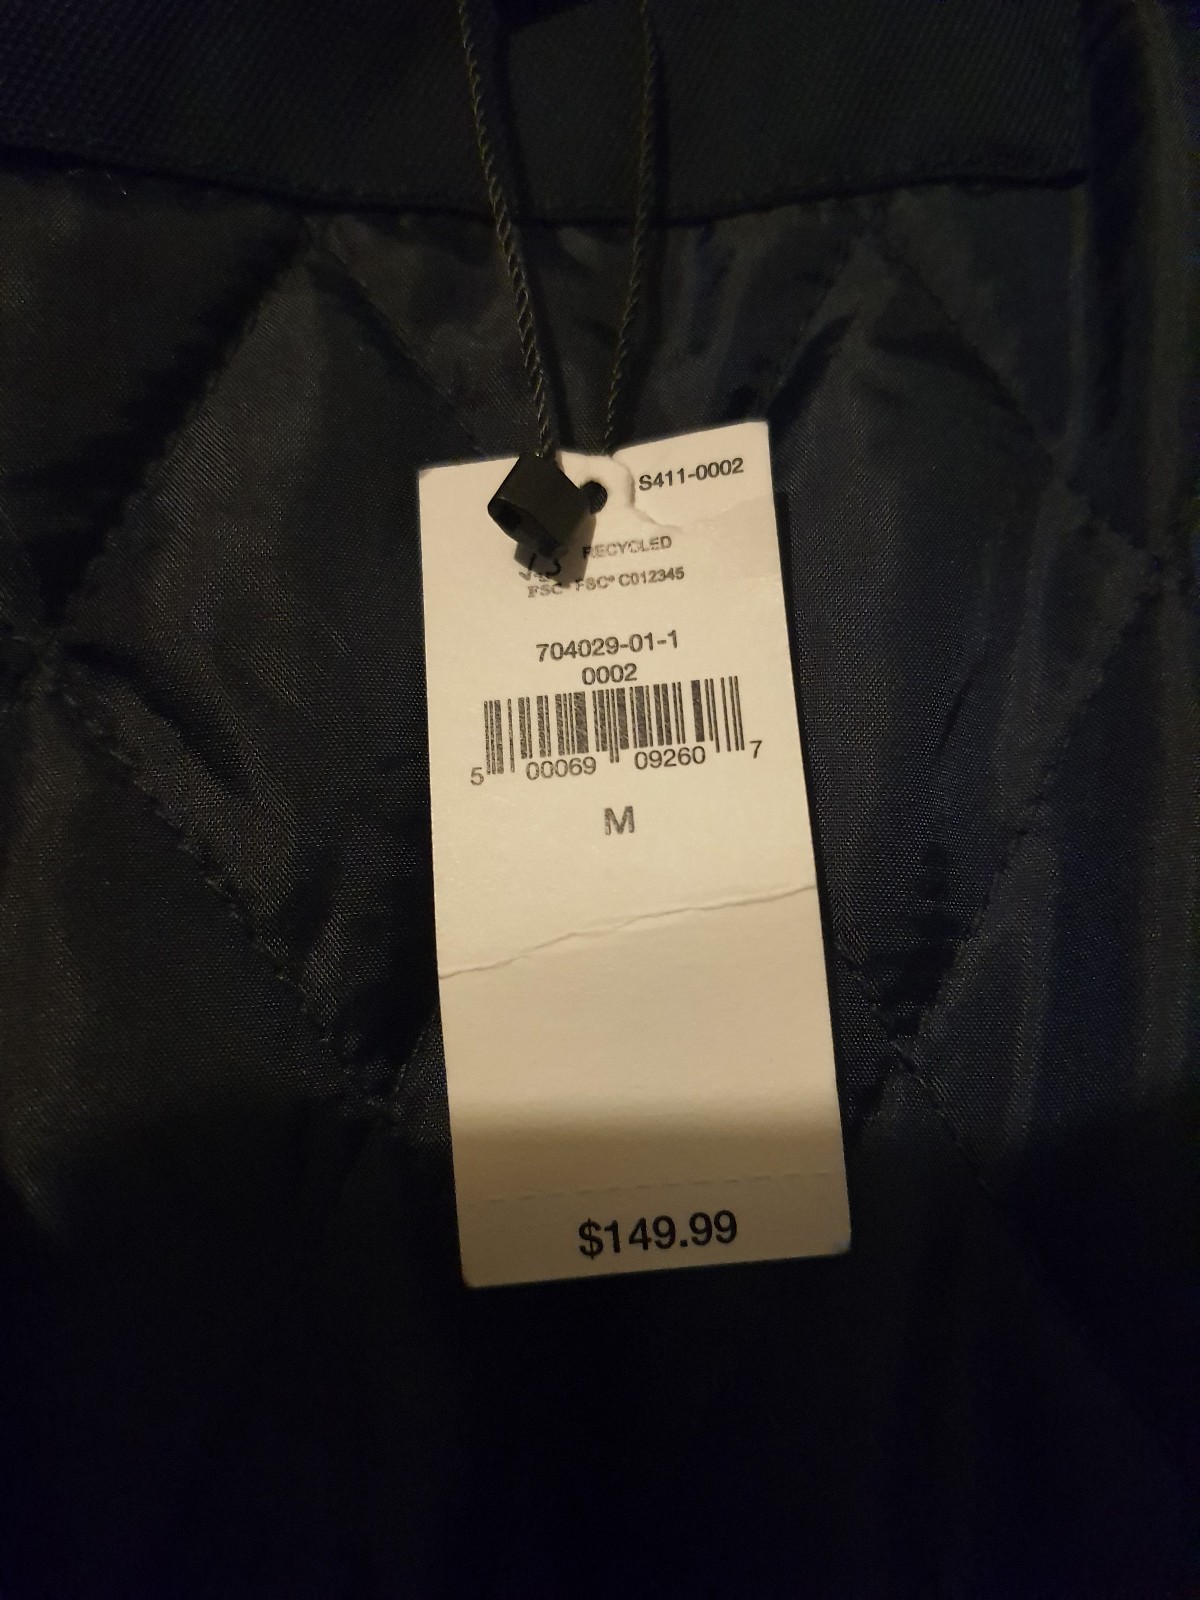 S411-0002
RECYCLED
FSC® C012345
704029-01-1
0002
5 00069 09260 7
M
$149.99